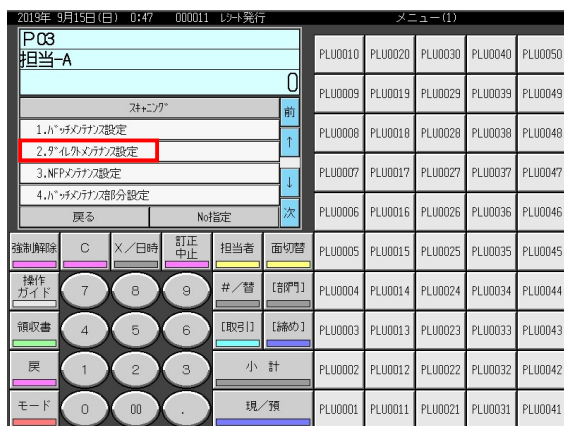 2019年 9月15日(日) 0:47 000011 ﾚｼｰﾄ発行 メニュー(1)
P03
担当-A
0
ｽｷｬﾆﾝｸﾞ 前
1.ﾊﾞｯﾁﾒﾝﾃﾅﾝｽ設定
2.ﾀﾞｲﾚｸﾄﾒﾝﾃﾅﾝｽ設定 ↑
3.NFPﾒﾝﾃﾅﾝｽ設定 ↓
4.ﾊﾞｯﾁﾒﾝﾃﾅﾝｽ部分設定
戻る No指定 次
強制解除 C X/日時 訂正 中止 担当者 面切替
操作 ガイド 7 8 9 #/替 [部門]
領収書 4 5 6 [取引] [締め]
戻 1 2 3 小 計
モード 0 00 . 現/預
PLU0010 PLU0020 PLU0030 PLU0040 PLU0050
PLU0009 PLU0019 PLU0029 PLU0039 PLU0049
PLU0008 PLU0018 PLU0028 PLU0038 PLU0048
PLU0007 PLU0017 PLU0027 PLU0037 PLU0047
PLU0006 PLU0016 PLU0026 PLU0036 PLU0046
PLU0005 PLU0015 PLU0025 PLU0035 PLU0045
PLU0004 PLU0014 PLU0024 PLU0034 PLU0044
PLU0003 PLU0013 PLU0023 PLU0033 PLU0043
PLU0002 PLU0012 PLU0022 PLU0032 PLU0042
PLU0001 PLU0011 PLU0021 PLU0031 PLU0041